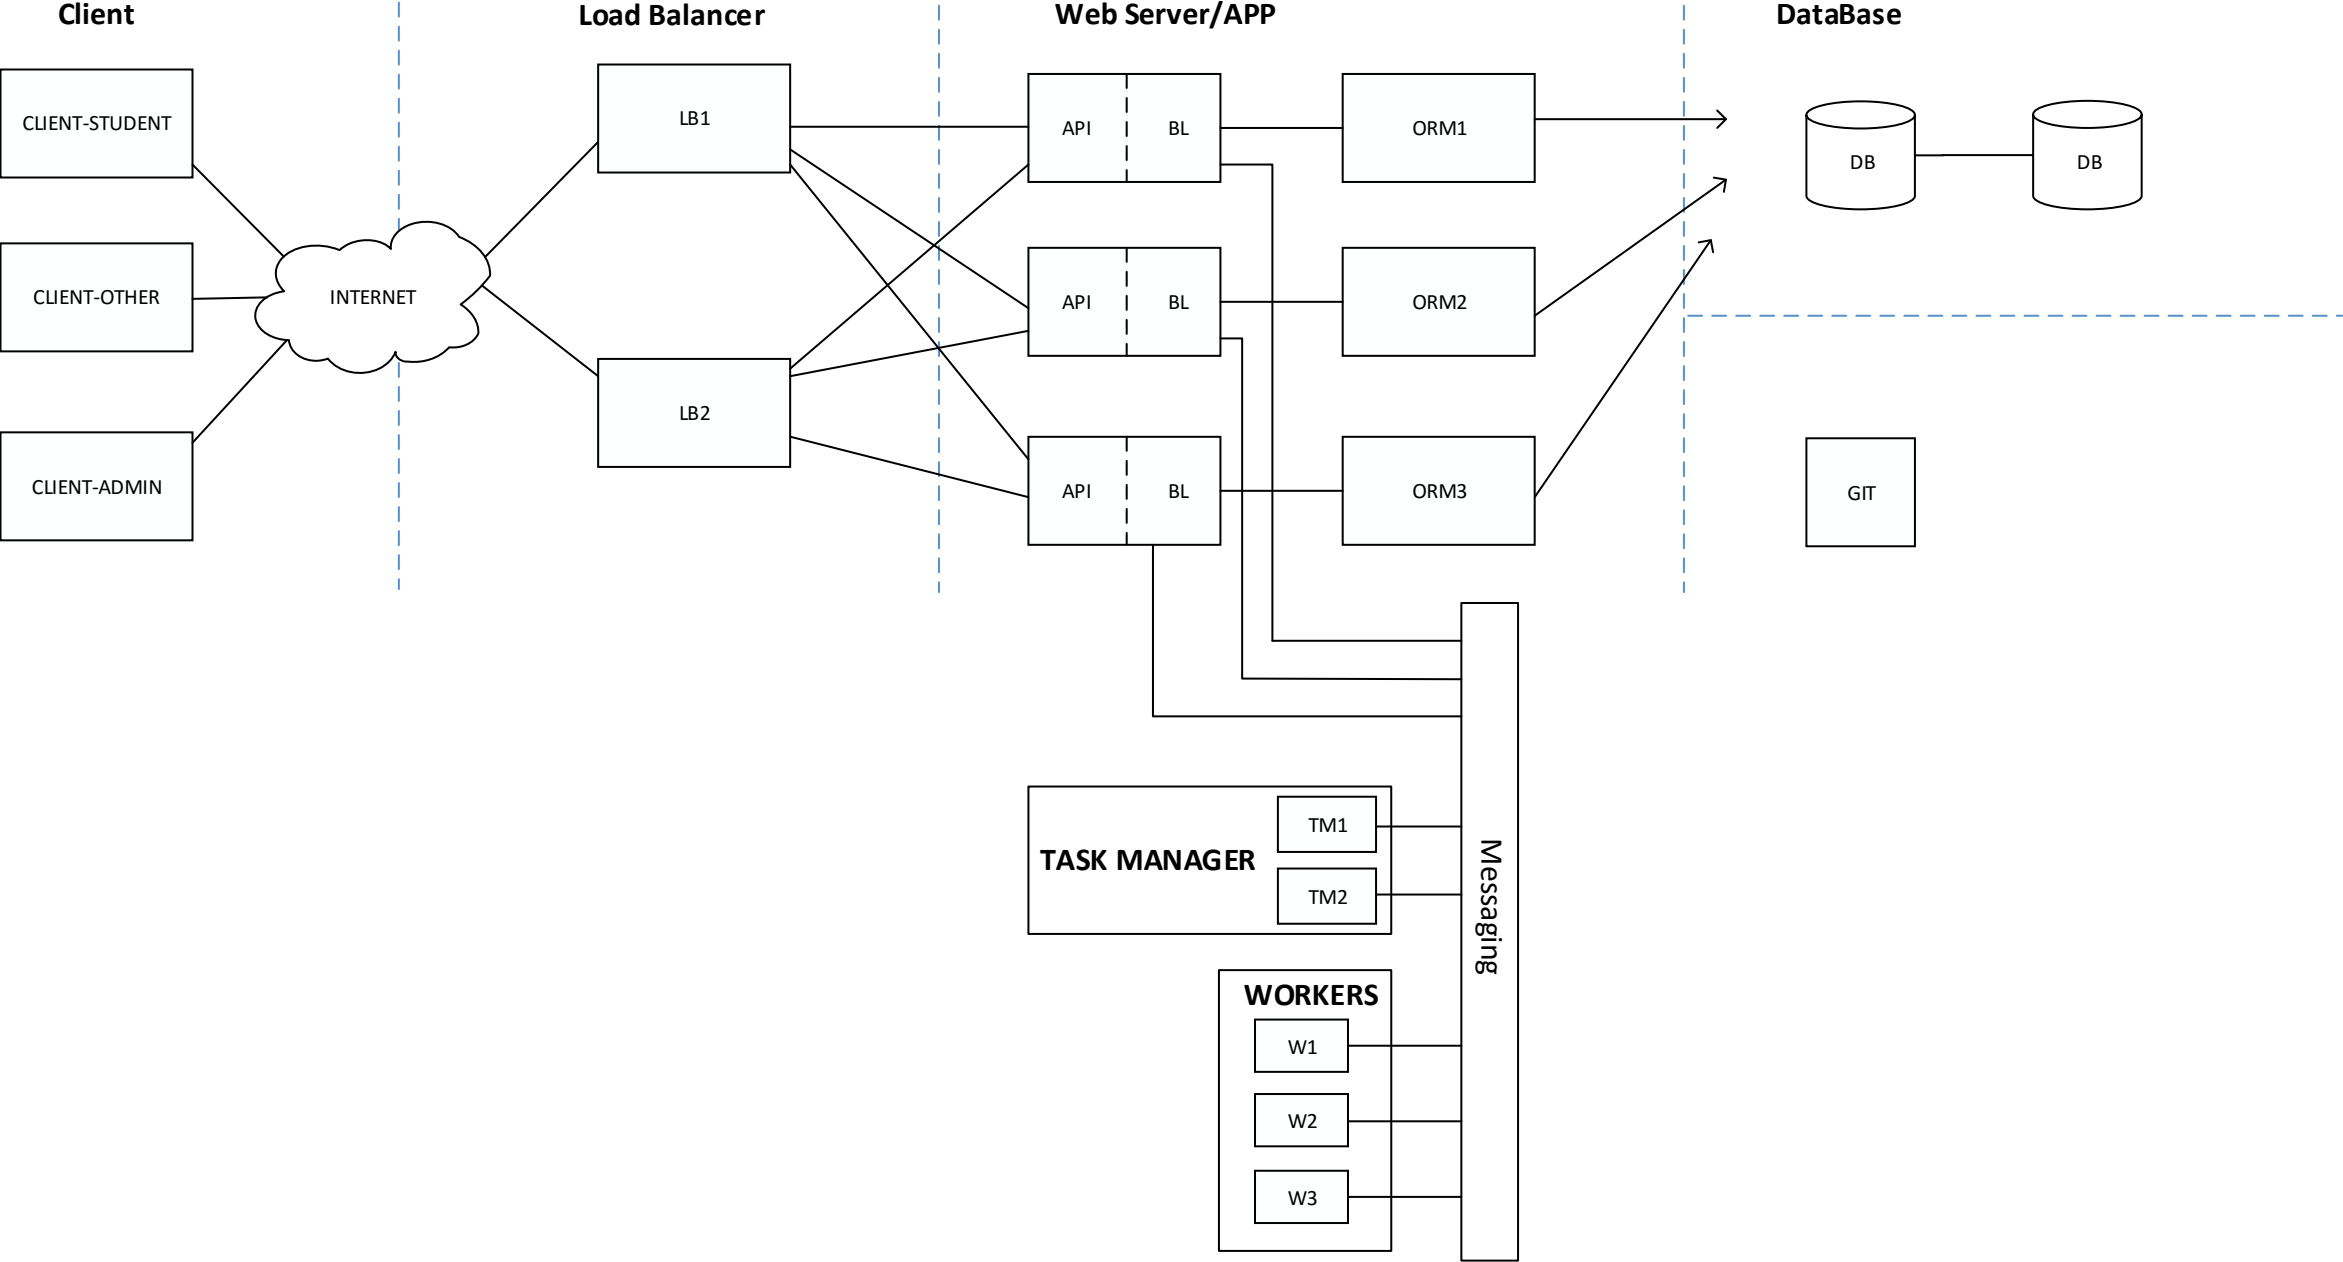 Client
Load Balancer
Web Server/APP
DataBase
CLIENT-STUDENT
CLIENT-OTHER
CLIENT-ADMIN
INTERNET
LB1
LB2
API
BL
ORM1
API
BL
ORM2
API
BL
ORM3
DB
DB
GIT
TASK MANAGER
TM1
TM2
WORKERS
W1
W2
W3
Messaging